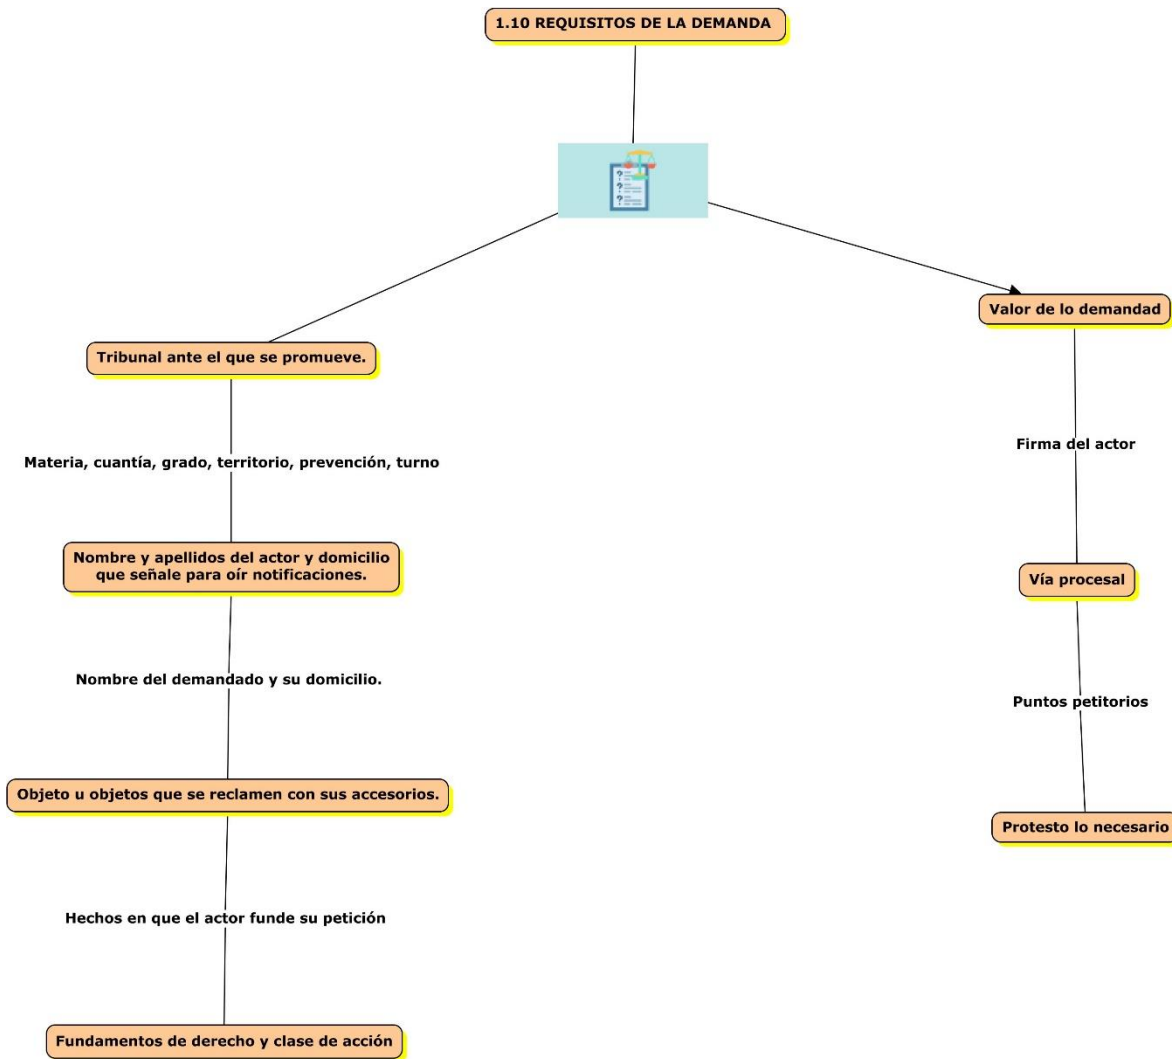 1.10 REQUISITOS DE LA DEMANDA
Tribunal ante el que se promueve.
Materia, cuantía, grado, territorio, prevención, turno
Nombre y apellidos del actor y domicilio
que señale para oír notificaciones.
Nombre del demandado y su domicilio.
Objeto u objetos que se reclamen con sus accesorios.
Hechos en que el actor funde su petición
Fundamentos de derecho y clase de acción
Valor de lo demandad
Firma del actor
Vía procesal
Puntos petitorios
Protesto lo necesario